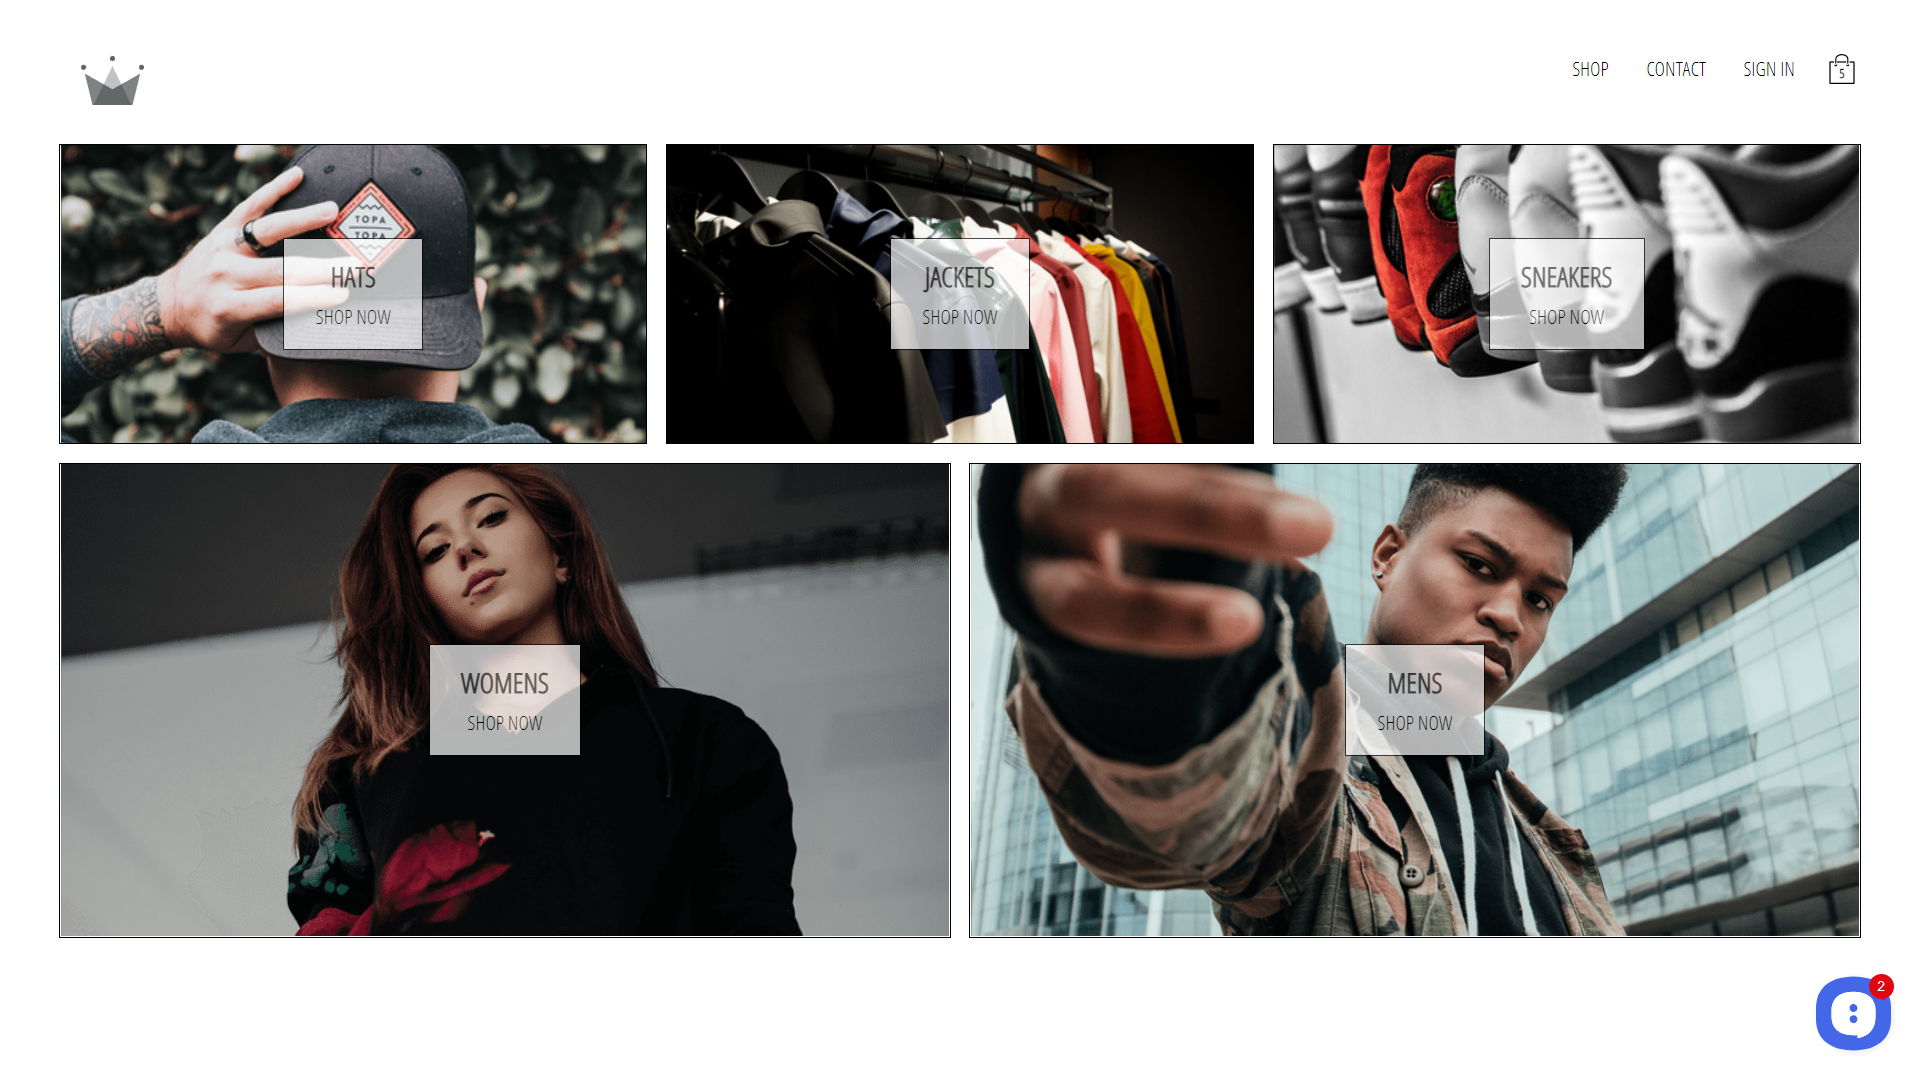 SHOP
CONTACT
SIGN IN
5
TOPA
TOPA
HATS
SHOP NOW
JACKETS
SHOP NOW
SNEAKERS
SHOP NOW
WOMENS
SHOP NOW
MENS
SHOP NOW
2